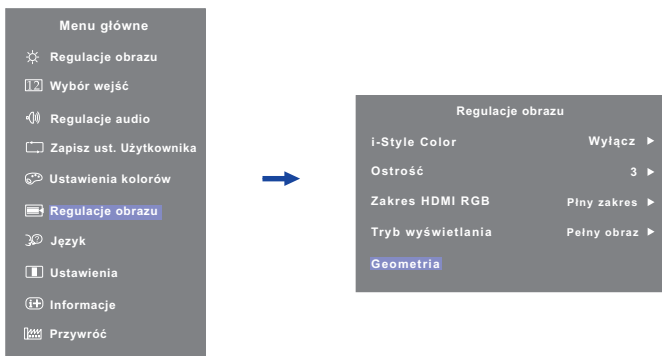 Menu główne
Regulacje obrazu
12 Wybór wejść
Regulacje audio
Zapisz ust. Użytkownika
Ustawienia kolorów
Regulacje obrazu
Język
Ustawienia
Informacje
Przywróć
Regulacje obrazu
i-Style Color Wyłącz
Ostrość 3
Zakres HDMI RGB Płny zakres
Tryb wyświetlania Pełny obraz
Geometria